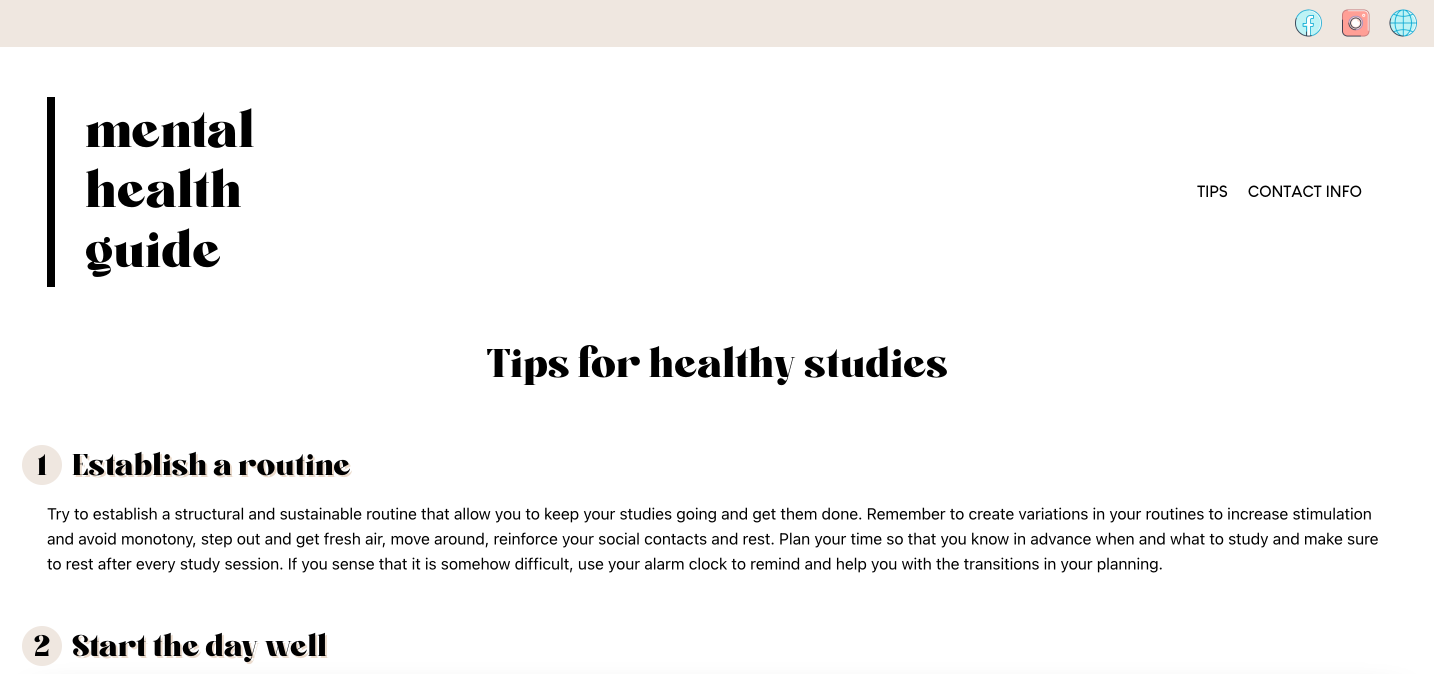 mental
health
guide
TIPS CONTACT INFO
Tips for healthy studies
1 Establish a routine
Try to establish a structural and sustainable routine that allow you to keep your studies going and get them done. Remember to create variations in your routines to increase stimulation
and avoid monotony, step out and get fresh air, move around, reinforce your social contacts and rest. Plan your time so that you know in advance when and what to study and make sure
to rest after every study session. If you sense that it is somehow difficult, use your alarm clock to remind and help you with the transitions in your planning.
2 Start the day well